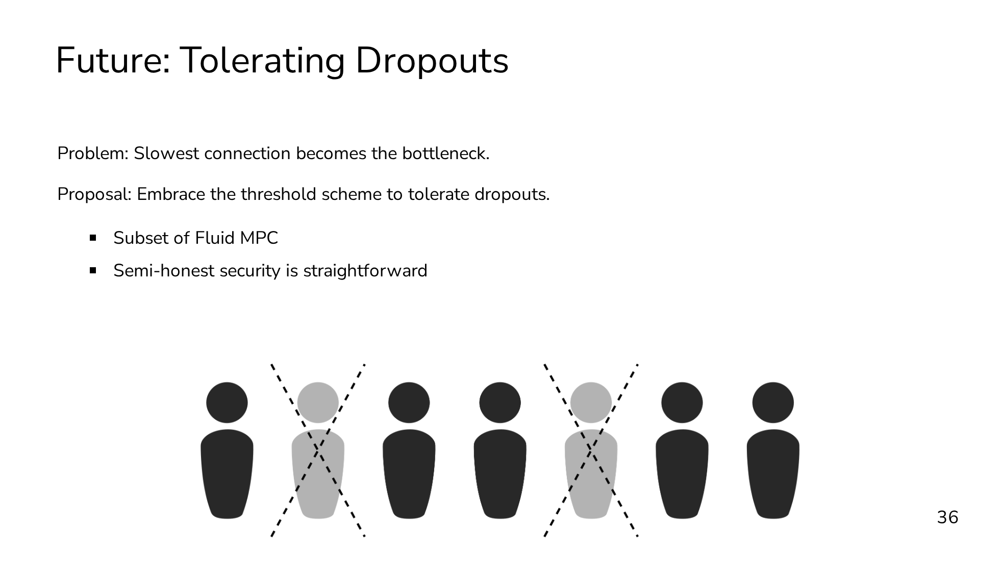 Future: Tolerating Dropouts
Problem: Slowest connection becomes the bottleneck.
Proposal: Embrace the threshold scheme to tolerate dropouts.
▪ Subset of Fluid MPC
▪ Semi-honest security is straightforward
36